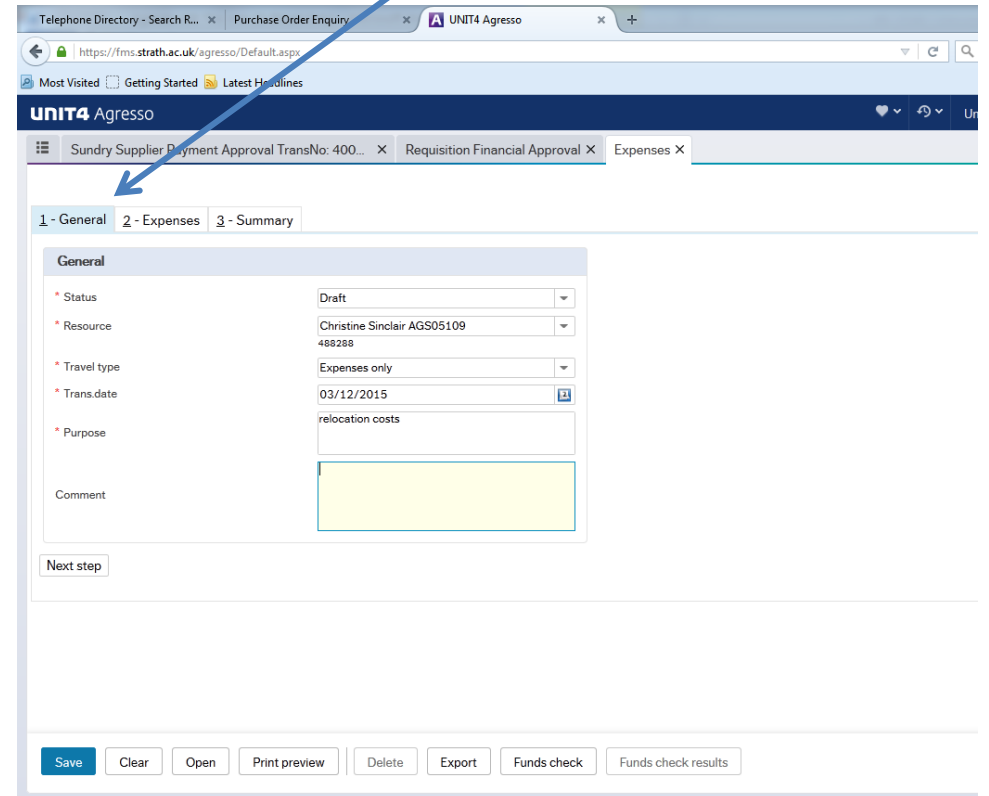 Telephone Directory - Search R... × Purchase Order Enquiry × A UNIT4 Agresso × +
https://fms.strath.ac.uk/agresso/Default.aspx
Most Visited Getting Started Latest Headlines
UNIT4 Agresso Un
Sundry Supplier Payment Approval TransNo: 400... × Requisition Financial Approval × Expenses ×
1 - General 2 - Expenses 3 - Summary
General
* Status Draft
* Resource Christine Sinclair AGS05109
488288
* Travel type Expenses only
* Trans.date 03/12/2015
* Purpose relocation costs
Comment
Next step
Save Clear Open Print preview Delete Export Funds check Funds check results